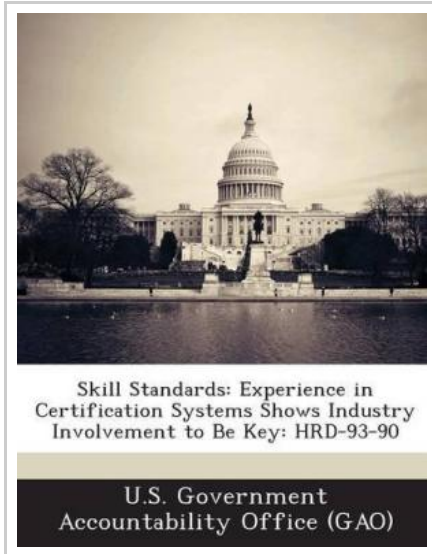 Skill Standards: Experience in
Certification Systems Shows Industry
Involvement to Be Key: HRD-93-90
U.S. Government
Accountability Office (GAO)